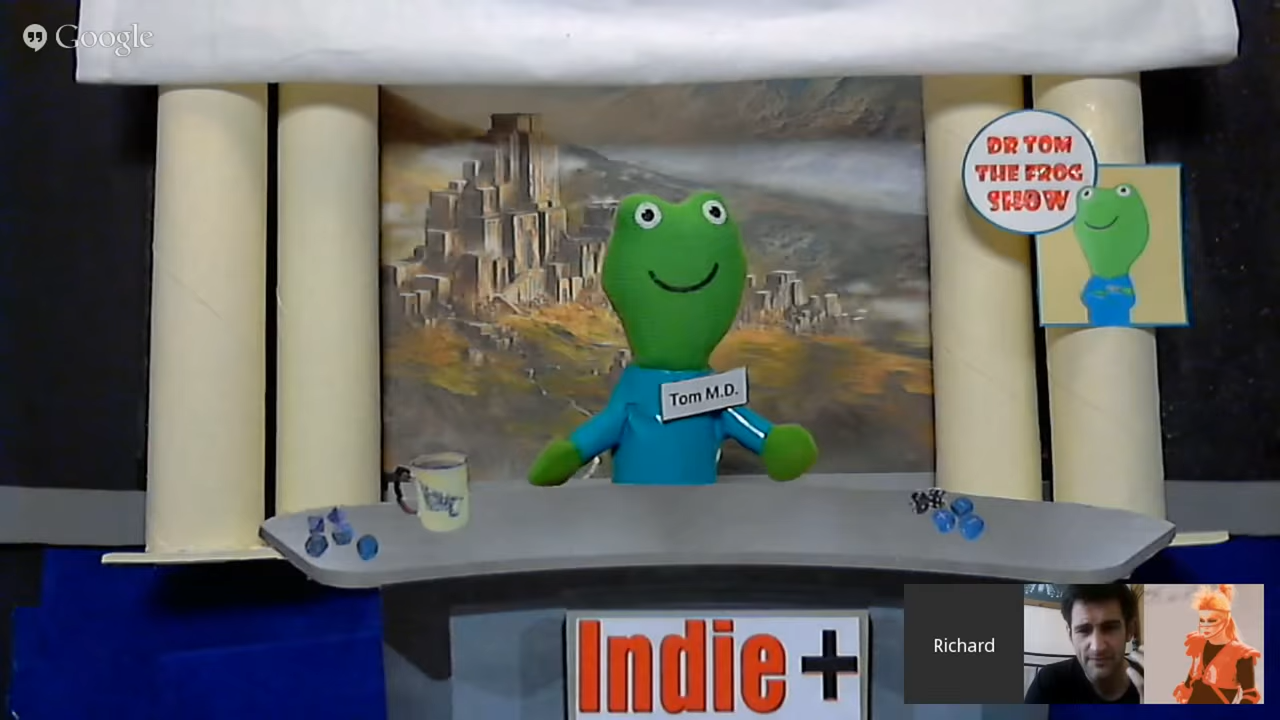 Google
DR TOM
THE FROG
SHOW
Tom M.D.
Indie+
Richard